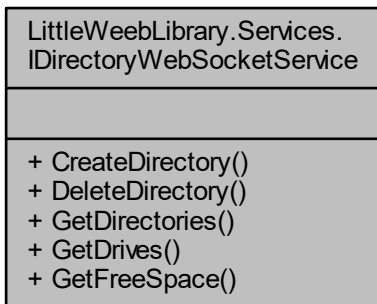 LittleWeebLibrary.Services.
IDirectoryWebSocketService
+ CreateDirectory()
+ DeleteDirectory()
+ GetDirectories()
+ GetDrives()
+ GetFreeSpace()